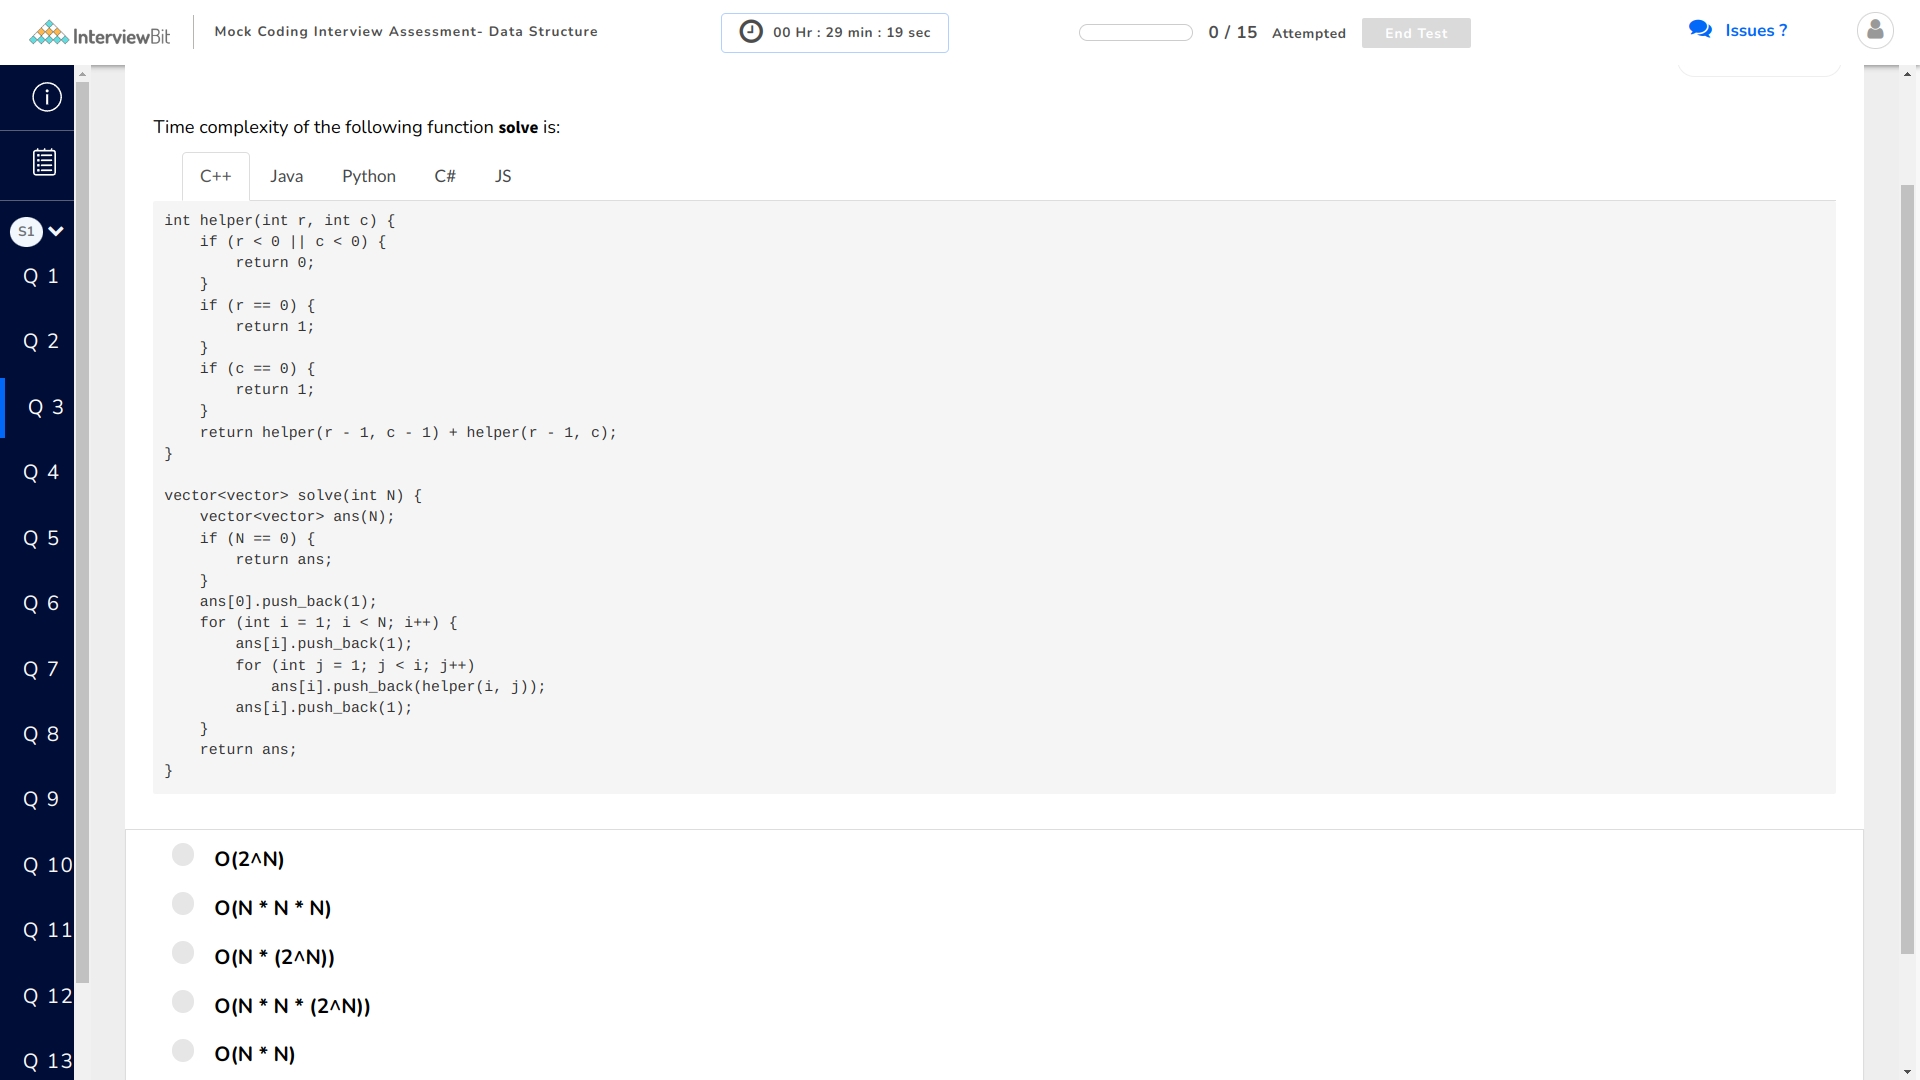 InterviewBit
Mock Coding Interview Assessment- Data Structure
00 Hr : 29 min : 19 sec
0 / 15 Attempted
End Test
Issues ?
S1
Q 1
Q 2
Q 3
Q 4
Q 5
Q 6
Q 7
Q 8
Q 9
Q 10
Q 11
Q 12
Q 13
Time complexity of the following function solve is:
C++ Java Python C# JS
int helper(int r, int c) {
    if (r < 0 || c < 0) {
        return 0;
    }
    if (r == 0) {
        return 1;
    }
    if (c == 0) {
        return 1;
    }
    return helper(r - 1, c - 1) + helper(r - 1, c);
}
vector<vector> solve(int N) {
    vector<vector> ans(N);
    if (N == 0) {
        return ans;
    }
    ans[0].push_back(1);
    for (int i = 1; i < N; i++) {
        ans[i].push_back(1);
        for (int j = 1; j < i; j++)
            ans[i].push_back(helper(i, j));
        ans[i].push_back(1);
    }
    return ans;
}
O(2^N)
O(N * N * N)
O(N * (2^N))
O(N * N * (2^N))
O(N * N)